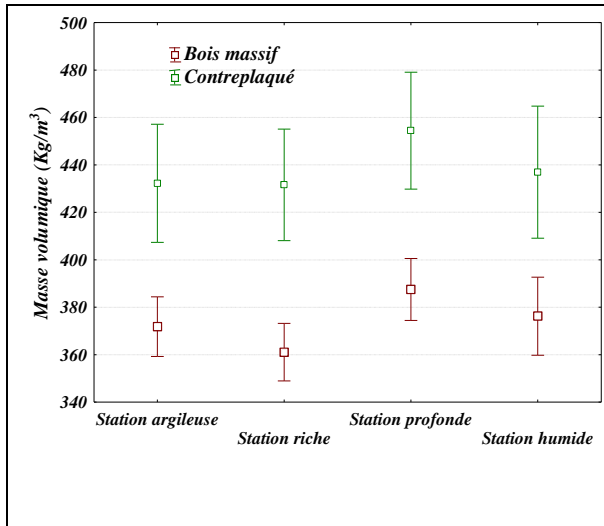 500
480
460
440
420
400
380
360
340
Masse volumique (Kg/m³)
Bois massif
Contreplaqué
Station argileuse
Station riche
Station profonde
Station humide